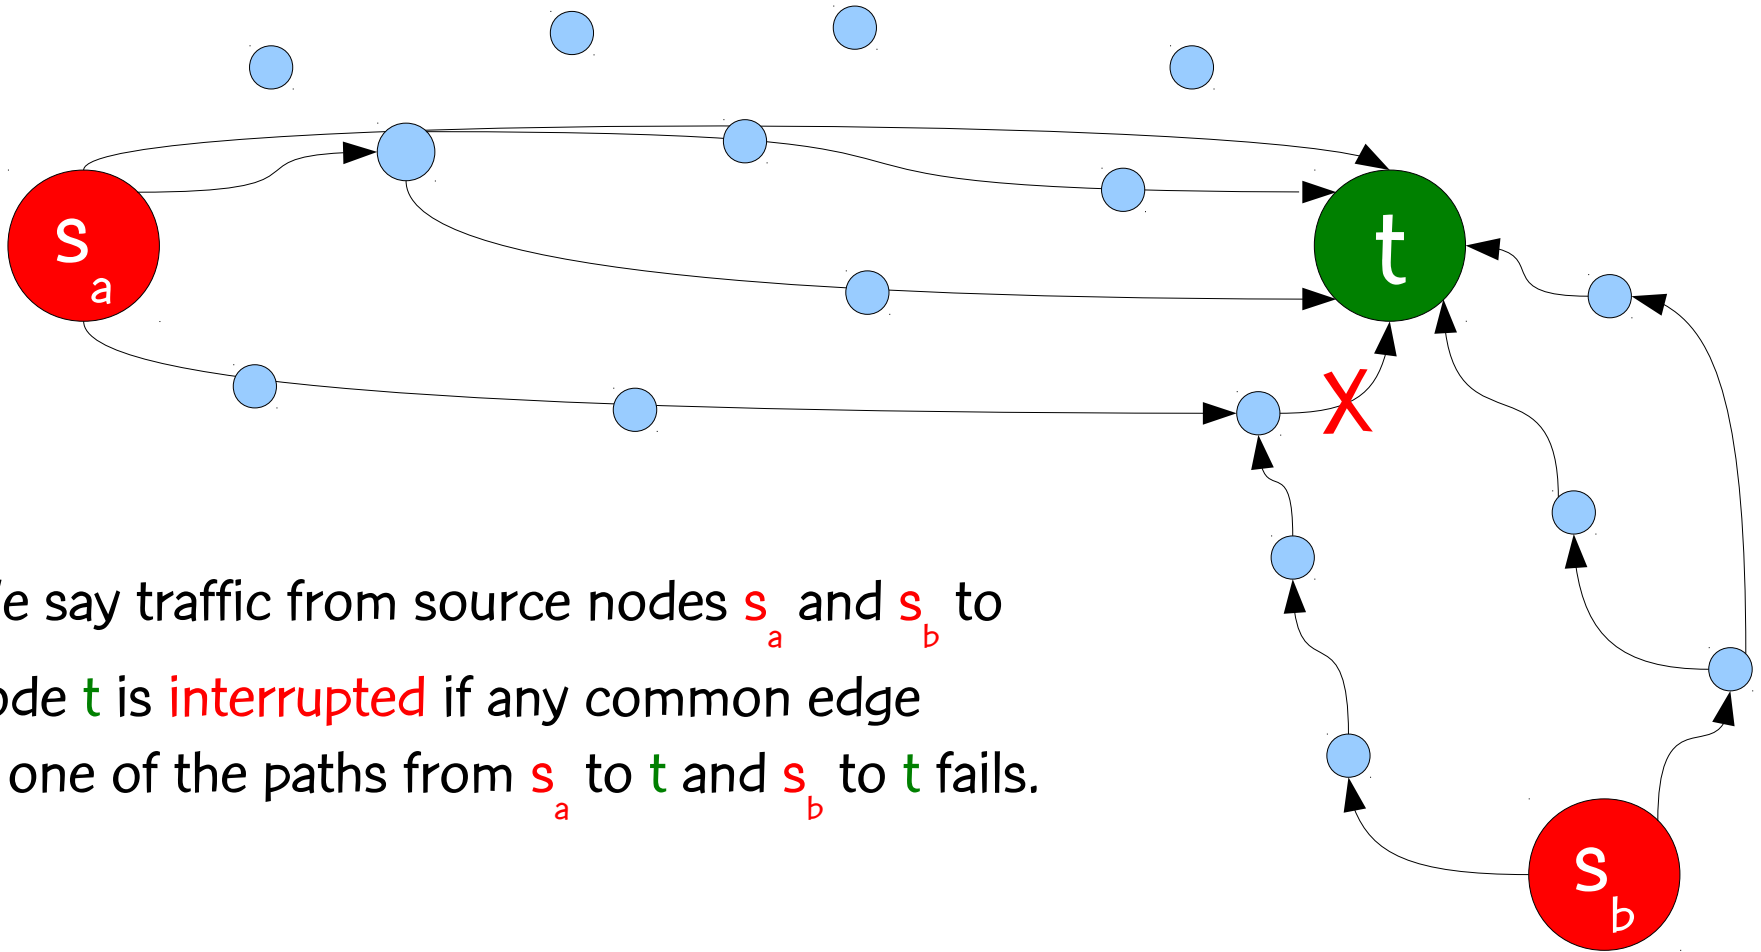 s a
t
X
e say traffic from source nodes s a and s b to
ode t is interrupted if any common edge
one of the paths from s a to t and s b to t fails.
s b